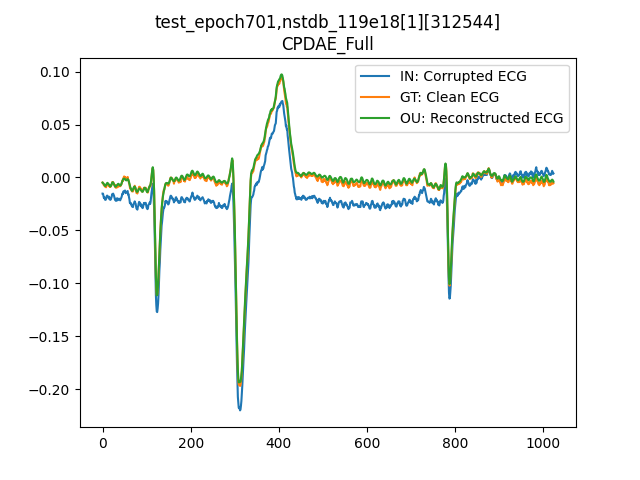 test_epoch701,nstdb_119e18[1][312544]
CPDAE_Full
IN: Corrupted ECG
GT: Clean ECG
OU: Reconstructed ECG
0.10
0.05
0.00
−0.05
−0.10
−0.15
−0.20
0 200 400 600 800 1000